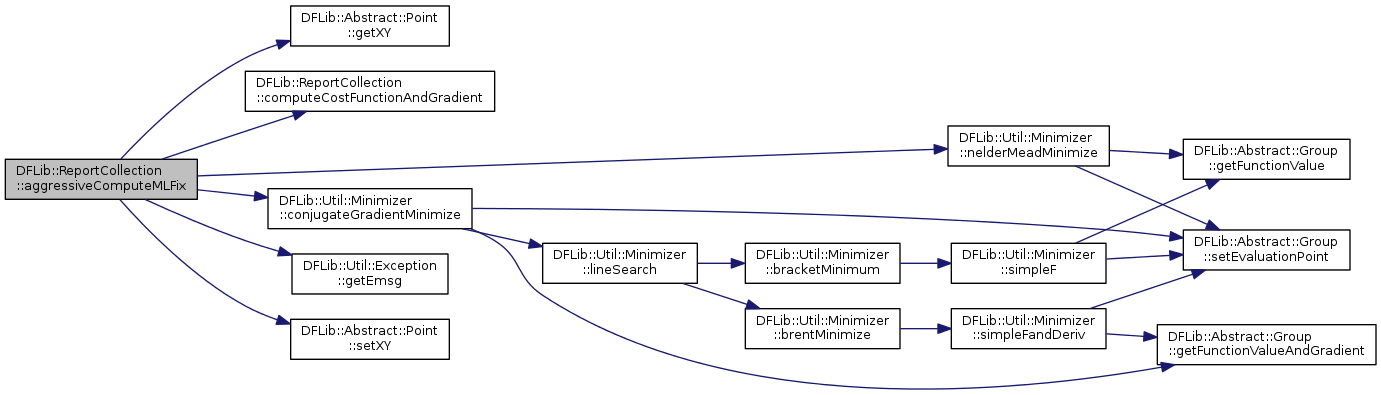 DFLib::ReportCollection
::aggressiveComputeMLFix
DFLib::Abstract::Point
::getXY
DFLib::ReportCollection
::computeCostFunctionAndGradient
DFLib::Util::Minimizer
::conjugateGradientMinimize
DFLib::Util::Exception
::getEmsg
DFLib::Abstract::Point
::setXY
DFLib::Util::Minimizer
::lineSearch
DFLib::Util::Minimizer
::bracketMinimum
DFLib::Util::Minimizer
::brentMinimize
DFLib::Util::Minimizer
::nelderMeadMinimize
DFLib::Util::Minimizer
::simpleF
DFLib::Util::Minimizer
::simpleFandDeriv
DFLib::Abstract::Group
::getFunctionValue
DFLib::Abstract::Group
::setEvaluationPoint
DFLib::Abstract::Group
::getFunctionValueAndGradient